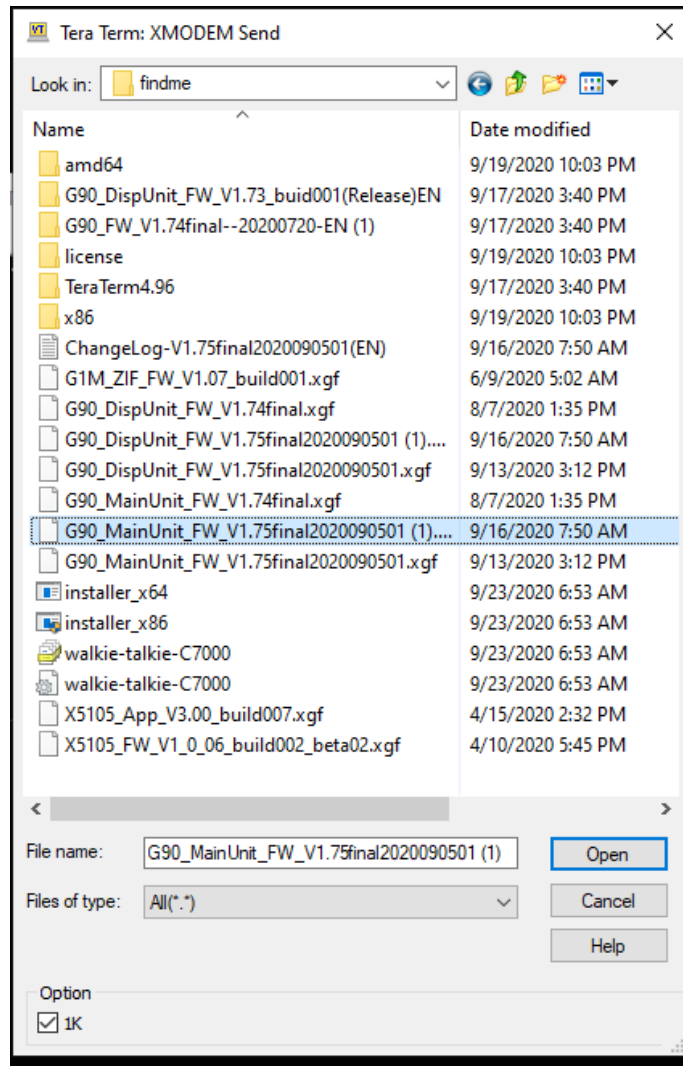 VT Tera Term: XMODEM Send
Look in: findme
Name Date modified
amd64 9/19/2020 10:03 PM
G90_DispUnit_FW_V1.73_buid001(Release)EN 9/17/2020 3:40 PM
G90_FW_V1.74final--20200720-EN (1) 9/17/2020 3:40 PM
license 9/19/2020 10:03 PM
TeraTerm4.96 9/17/2020 3:40 PM
x86 9/19/2020 10:03 PM
ChangeLog-V1.75final2020090501(EN) 9/16/2020 7:50 AM
G1M_ZIF_FW_V1.07_build001.xgf 6/9/2020 5:02 AM
G90_DispUnit_FW_V1.74final.xgf 8/7/2020 1:35 PM
G90_DispUnit_FW_V1.75final2020090501 (1).... 9/16/2020 7:50 AM
G90_DispUnit_FW_V1.75final2020090501.xgf 9/13/2020 3:12 PM
G90_MainUnit_FW_V1.74final.xgf 8/7/2020 1:35 PM
G90_MainUnit_FW_V1.75final2020090501 (1).... 9/16/2020 7:50 AM
G90_MainUnit_FW_V1.75final2020090501.xgf 9/13/2020 3:12 PM
installer_x64 9/23/2020 6:53 AM
installer_x86 9/23/2020 6:53 AM
walkie-talkie-C7000 9/23/2020 6:53 AM
walkie-talkie-C7000 9/23/2020 6:53 AM
X5105_App_V3.00_build007.xgf 4/15/2020 2:32 PM
X5105_FW_V1_0_06_build002_beta02.xgf 4/10/2020 5:45 PM
File name: G90_MainUnit_FW_V1.75final2020090501 (1) Open
Files of type: All(*.*) Cancel
Help
Option
1K